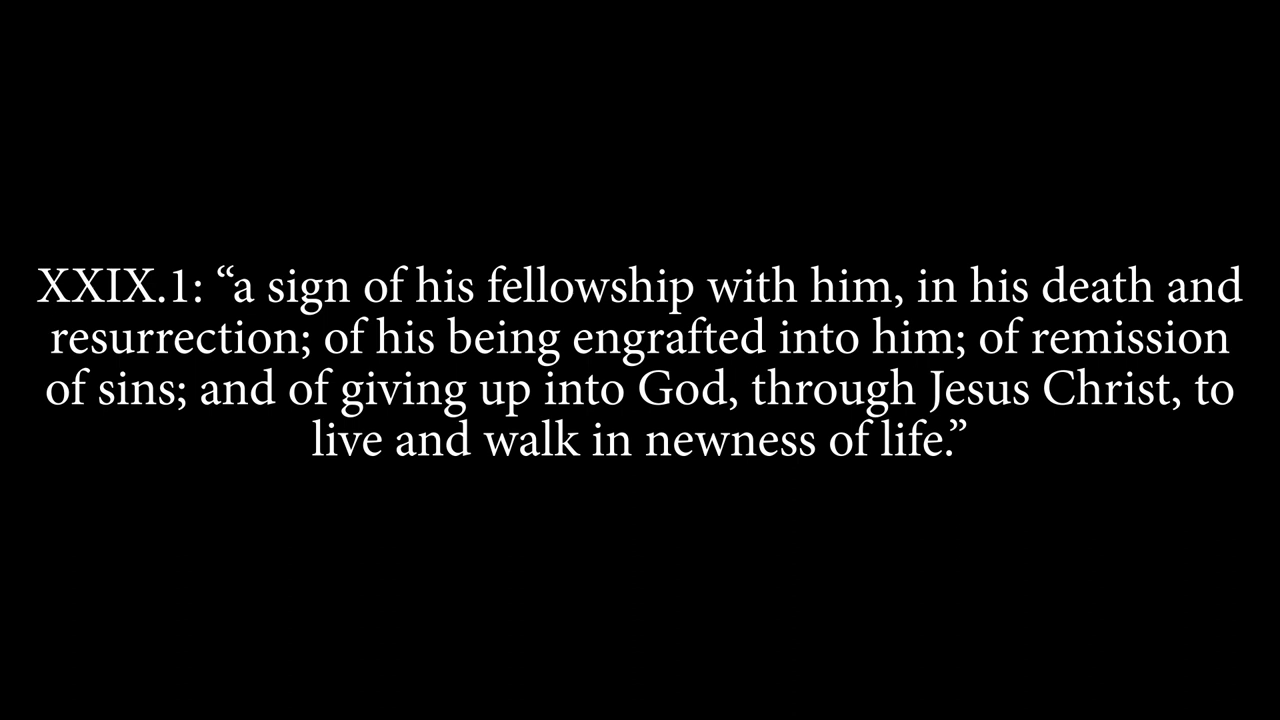 XXIX.1: “a sign of his fellowship with him, in his death and
resurrection; of his being engrafted into him; of remission
of sins; and of giving up into God, through Jesus Christ, to
live and walk in newness of life.”